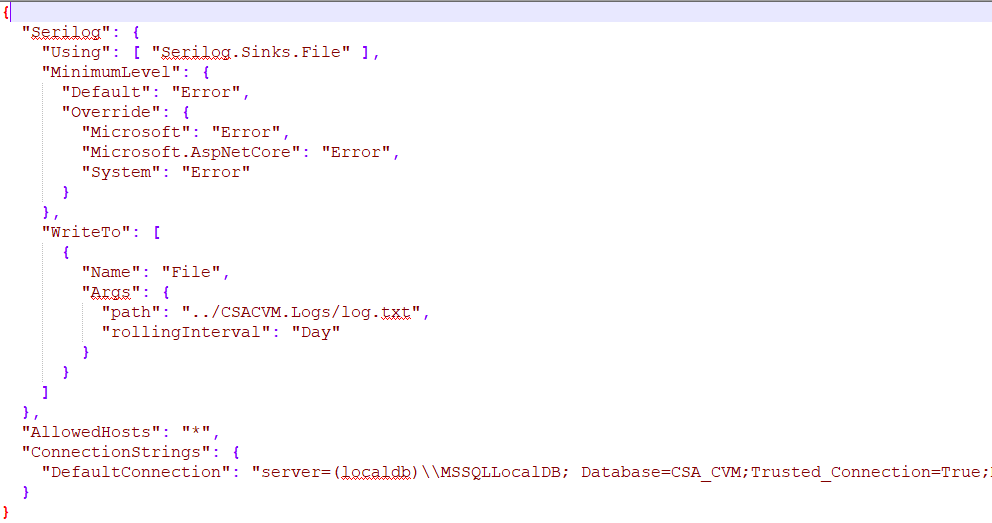 {
  "Serilog": {
    "Using": [ "Serilog.Sinks.File" ],
    "MinimumLevel": {
      "Default": "Error",
      "Override": {
        "Microsoft": "Error",
        "Microsoft.AspNetCore": "Error",
        "System": "Error"
      }
    },
    "WriteTo": [
      {
        "Name": "File",
        "Args": {
          "path": "../CSACVM.Logs/log.txt",
          "rollingInterval": "Day"
        }
      }
    ]
  },
  "AllowedHosts": "*",
  "ConnectionStrings": {
    "DefaultConnection": "server=(localdb)\\MSSQLLocalDB; Database=CSA_CVM;Trusted_Connection=True;
  }
}